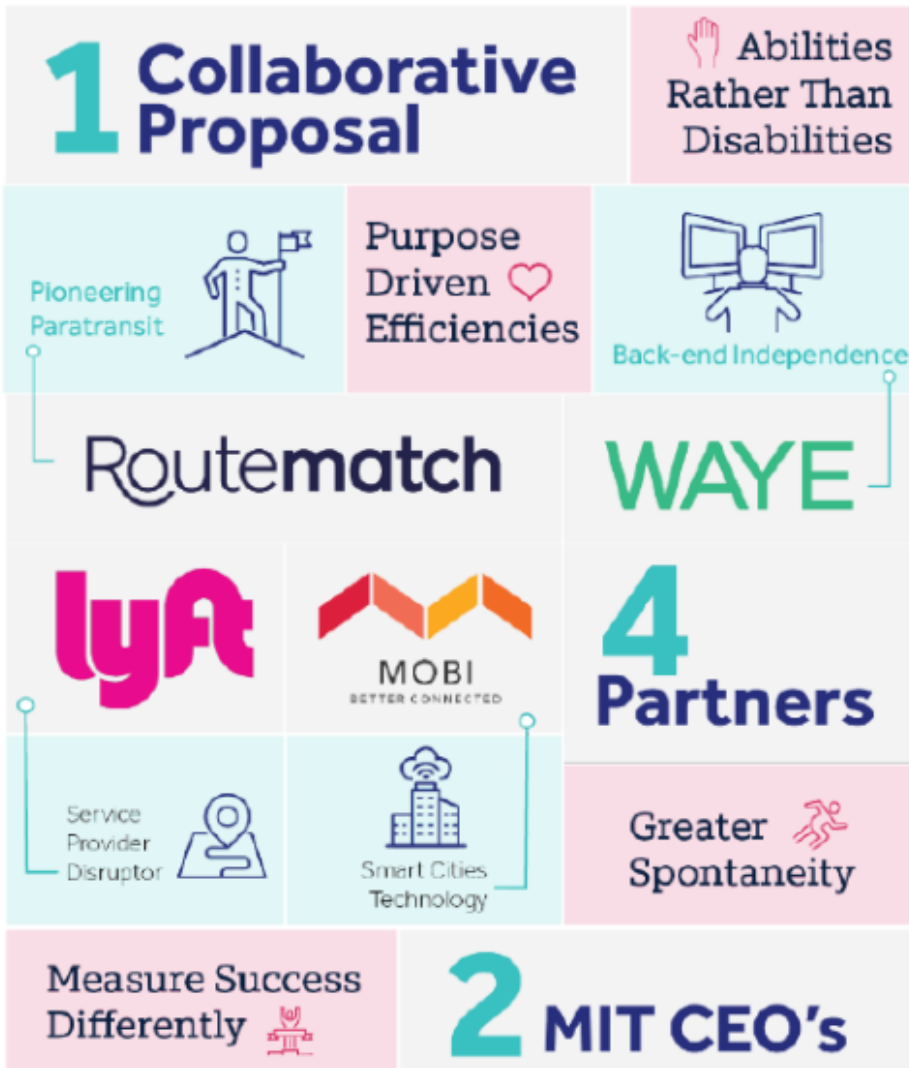 1 Collaborative
Proposal
Abilities
Rather Than
Disabilities
Pioneering
Paratransit
Purpose
Driven
Efficiencies
Back-end Independence
Routematch
WAYE
lyft
MOBI
BETTER CONNECTED
4
Partners
Service
Provider
Disruptor
Smart Cities
Technology
Greater
Spontaneity
Measure Success
Differently
2 MIT CEO's